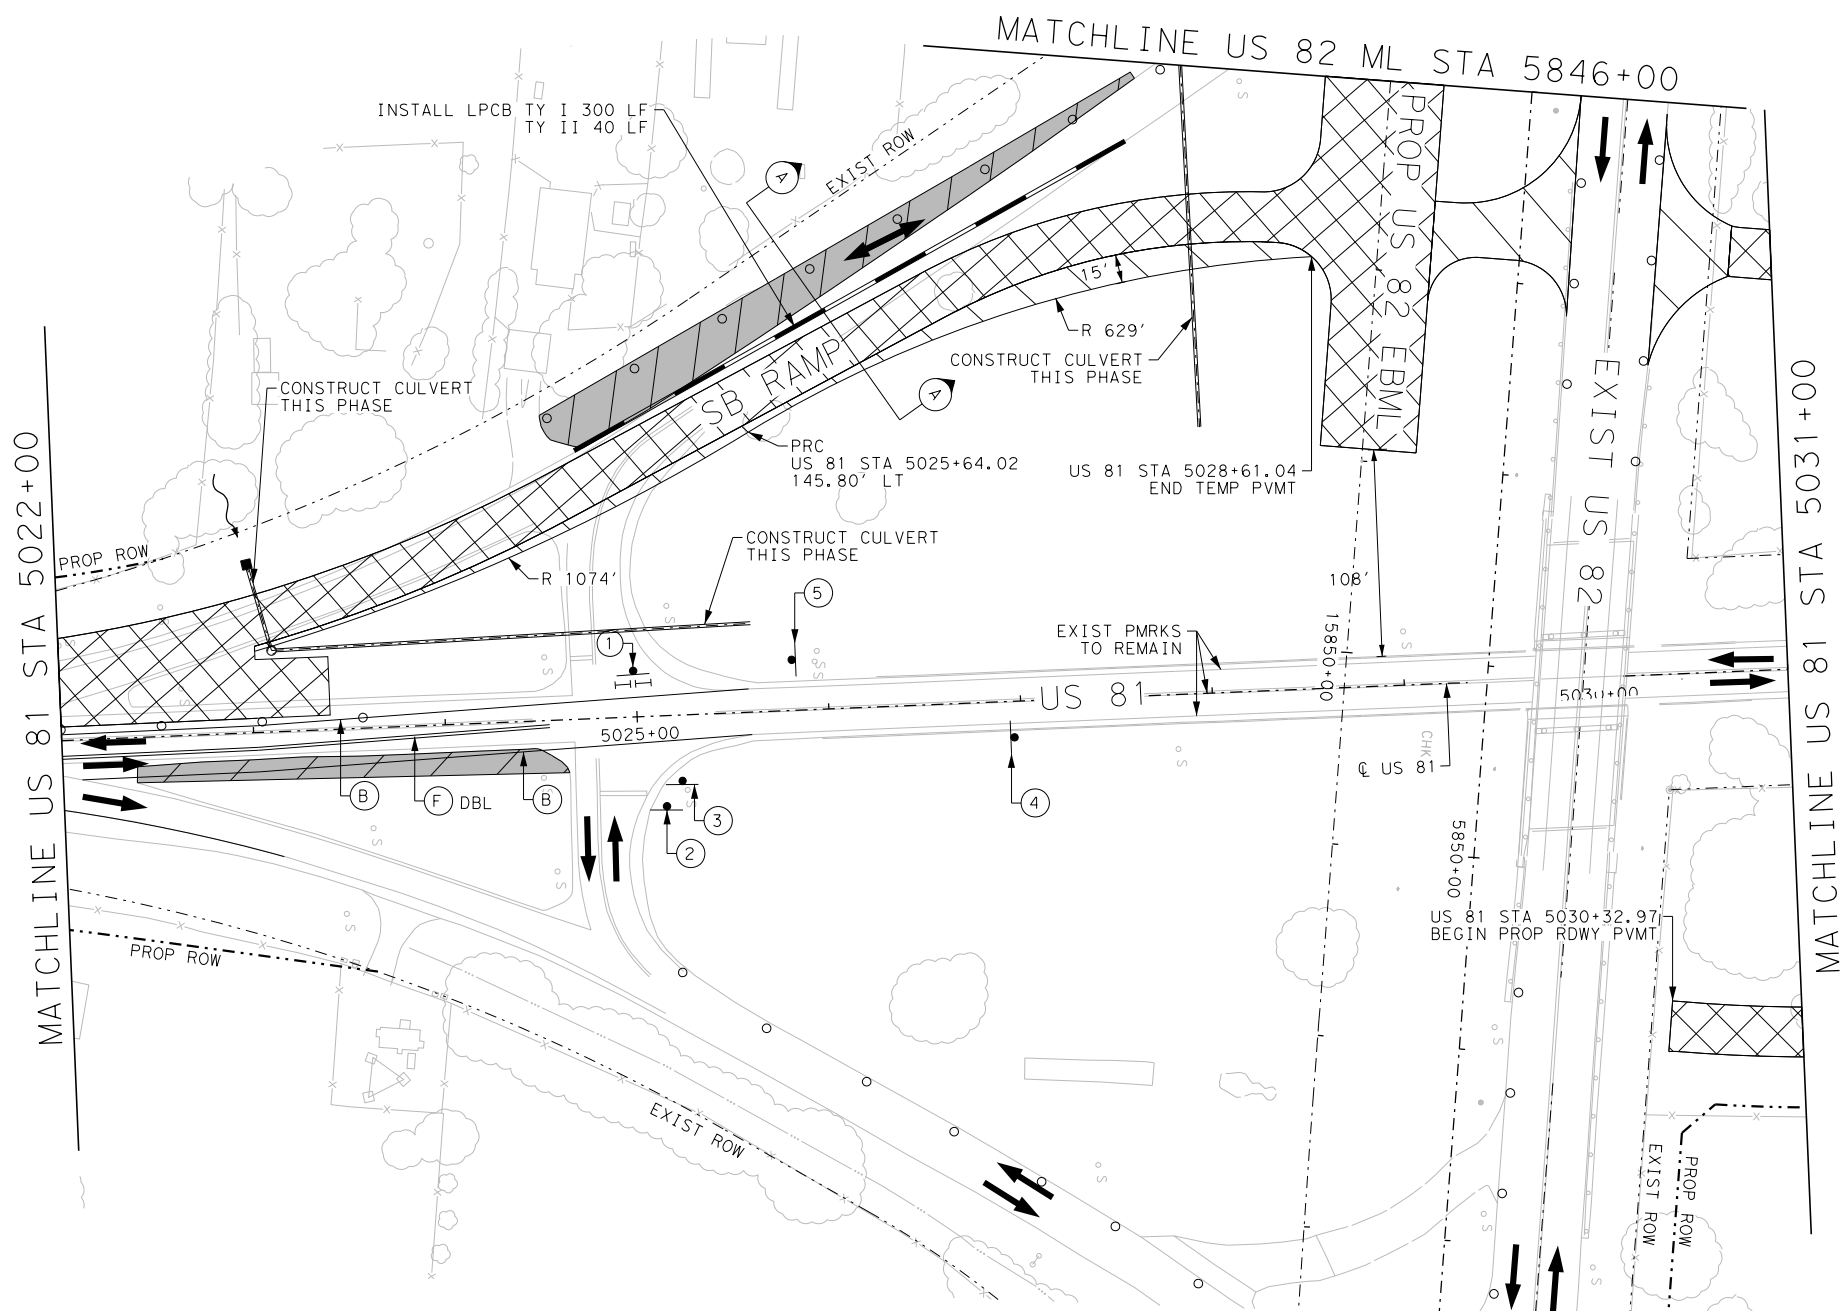 MATCHLINE US 82 ML STA 5846+00
INSTALL LPCB TY I 300 LF
TY II 40 LF
EXIST ROW
A
PROP US 82 EBML
15'
R 629'
CONSTRUCT CULVERT
THIS PHASE
SB RAMP
A
CONSTRUCT CULVERT
THIS PHASE
PRC
US 81 STA 5025+64.02
145.80' LT
US 81 STA 5028+61.04
END TEMP PVMT
EXIST US 82
MATCHLINE US 81 STA 5022+00
MATCHLINE US 81 STA 5031+00
PROP ROW
CONSTRUCT CULVERT
THIS PHASE
R 1074'
108'
15850+00
5
1
EXIST PMRKS
TO REMAIN
US 81
5030+00
5025+00
CHK
℄ US 81
B
F DBL
B
4
3
2
5850+00
US 81 STA 5030+32.97
BEGIN PROP RDWY PVMT
PROP ROW
EXIST ROW
EXIST ROW
PROP ROW